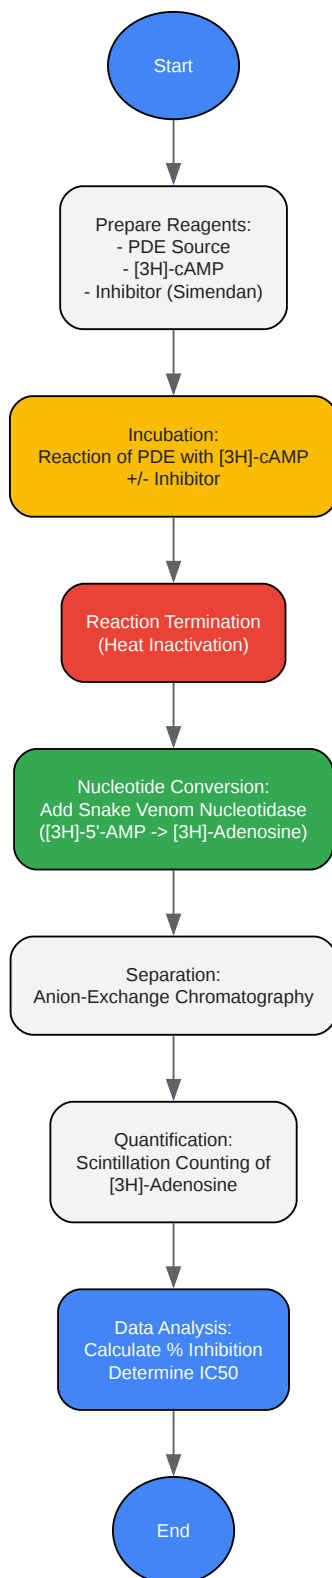 Start
Prepare Reagents:
- PDE Source
- [3H]-cAMP
- Inhibitor (Simendan)
Incubation:
Reaction of PDE with [3H]-cAMP
+/- Inhibitor
Reaction Termination
(Heat Inactivation)
Nucleotide Conversion:
Add Snake Venom Nucleotidase
([3H]-5'-AMP -> [3H]-Adenosine)
Separation:
Anion-Exchange Chromatography
Quantification:
Scintillation Counting of
[3H]-Adenosine
Data Analysis:
Calculate % Inhibition
Determine IC50
End